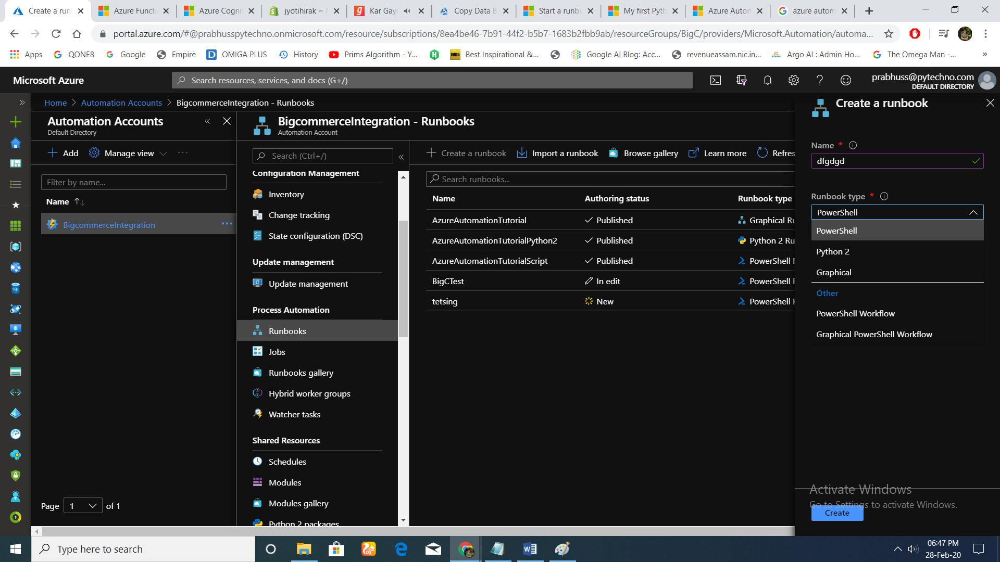 Create a run
Azure Functi
Azure Cogni
jyotihirak ~
Kar Gayi
Copy Data B
Start a runbo
My first Pyth
Azure Autom
azure autom
portal.azure.com/#@prabhusspytechno.onmicrosoft.com/resource/subscriptions/8ea4be46-7b91-44f2-b5b7-1683b2fbb9ab/resourceGroups/BigC/providers/Microsoft.Automation/automa...
Apps
QONE8
Google
Empire
OMIGA PLUS
History
Prims Algorithm - Y...
Best Inspirational &...
Google AI Blog: Acc...
revenueassam.nic.in...
Argo AI : Admin Ho...
The Omega Man -...
»
Microsoft Azure
Search resources, services, and docs (G+/)
prabhuss@pytechno.com
DEFAULT DIRECTORY
Home > Automation Accounts > BigcommerceIntegration - Runbooks
Automation Accounts
Default Directory
Add
Manage view
Filter by name...
Name
BigcommerceIntegration
Page 1 of 1
BigcommerceIntegration - Runbooks
Automation Account
Search (Ctrl+/)
Configuration Management
Inventory
Change tracking
State configuration (DSC)
Update management
Update management
Process Automation
Runbooks
Jobs
Runbooks gallery
Hybrid worker groups
Watcher tasks
Shared Resources
Schedules
Modules
Modules gallery
Python 2 packages
Create a runbook
Import a runbook
Browse gallery
Learn more
Refres
Search runbooks...
Name Authoring status Runbook type
AzureAutomationTutorial Published Graphical Ru
AzureAutomationTutorialPython2 Published Python 2 Ru
AzureAutomationTutorialScript Published PowerShell R
BigCTest In edit PowerShell R
tetsing New PowerShell R
Create a runbook
Name *
dfgdgd
Runbook type *
PowerShell
PowerShell
Python 2
Graphical
Other
PowerShell Workflow
Graphical PowerShell Workflow
Activate Windows
Go to Settings to activate Windows.
Create
Type here to search
06:47 PM
28-Feb-20